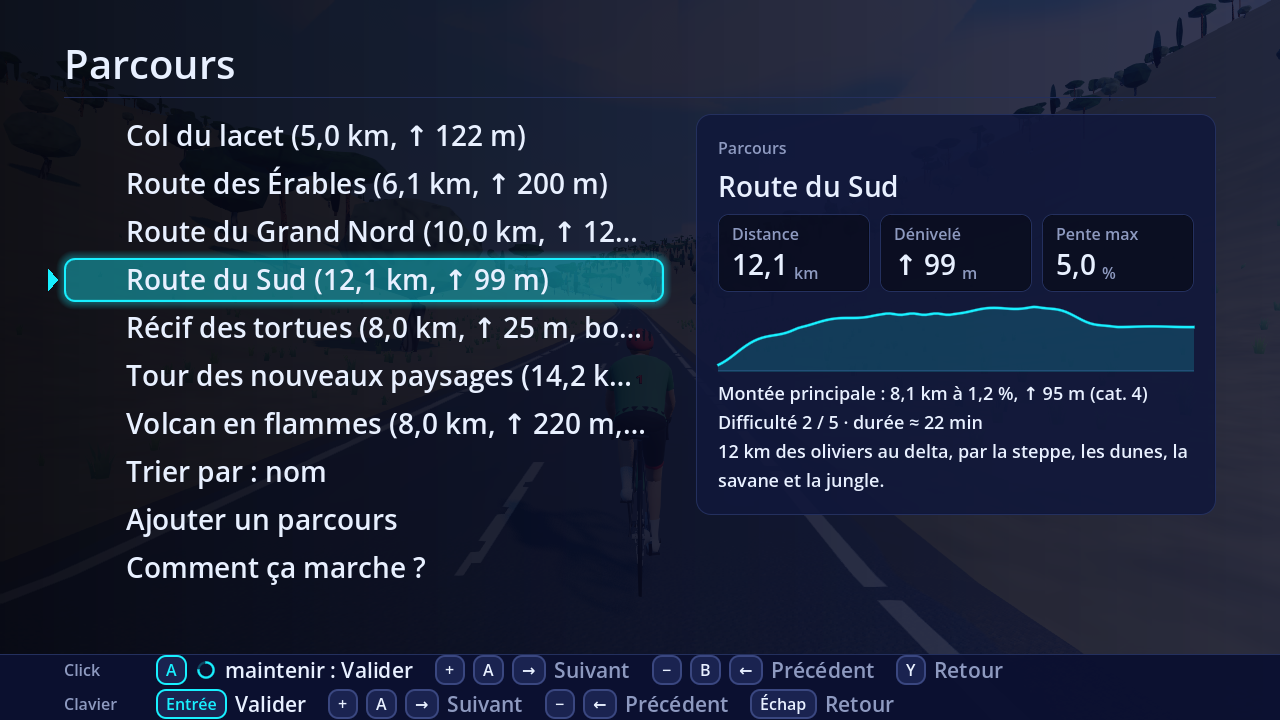 Parcours
Col du lacet (5,0 km, ↑ 122 m)
Route des Érables (6,1 km, ↑ 200 m)
Route du Grand Nord (10,0 km, ↑ 12...
Route du Sud (12,1 km, ↑ 99 m)
Récif des tortues (8,0 km, ↑ 25 m, bo...
Tour des nouveaux paysages (14,2 k...
Volcan en flammes (8,0 km, ↑ 220 m,...
Trier par : nom
Ajouter un parcours
Comment ça marche ?
Parcours
Route du Sud
Distance
12,1 km
Dénivelé
↑ 99 m
Pente max
5,0 %
Montée principale : 8,1 km à 1,2 %, ↑ 95 m (cat. 4)
Difficulté 2 / 5 · durée ≈ 22 min
12 km des oliviers au delta, par la steppe, les dunes, la
savane et la jungle.
Click A maintenir : Valider + A → Suivant − B ← Précédent Y Retour
Clavier Entrée Valider + A → Suivant − ← Précédent Échap Retour